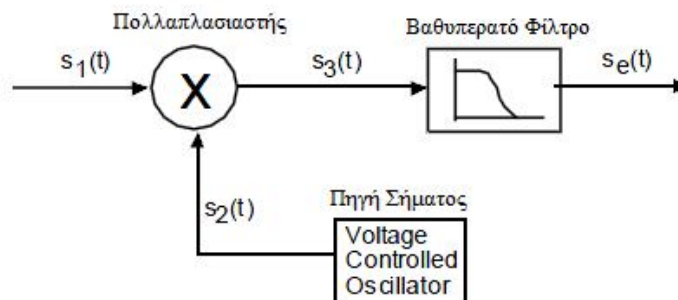 Πολλαπλασιαστής
Βαθυπερατό Φίλτρο
s1(t)
X
s3(t)
se(t)
s2(t)
Πηγή Σήματος
Voltage
Controlled
Oscillator